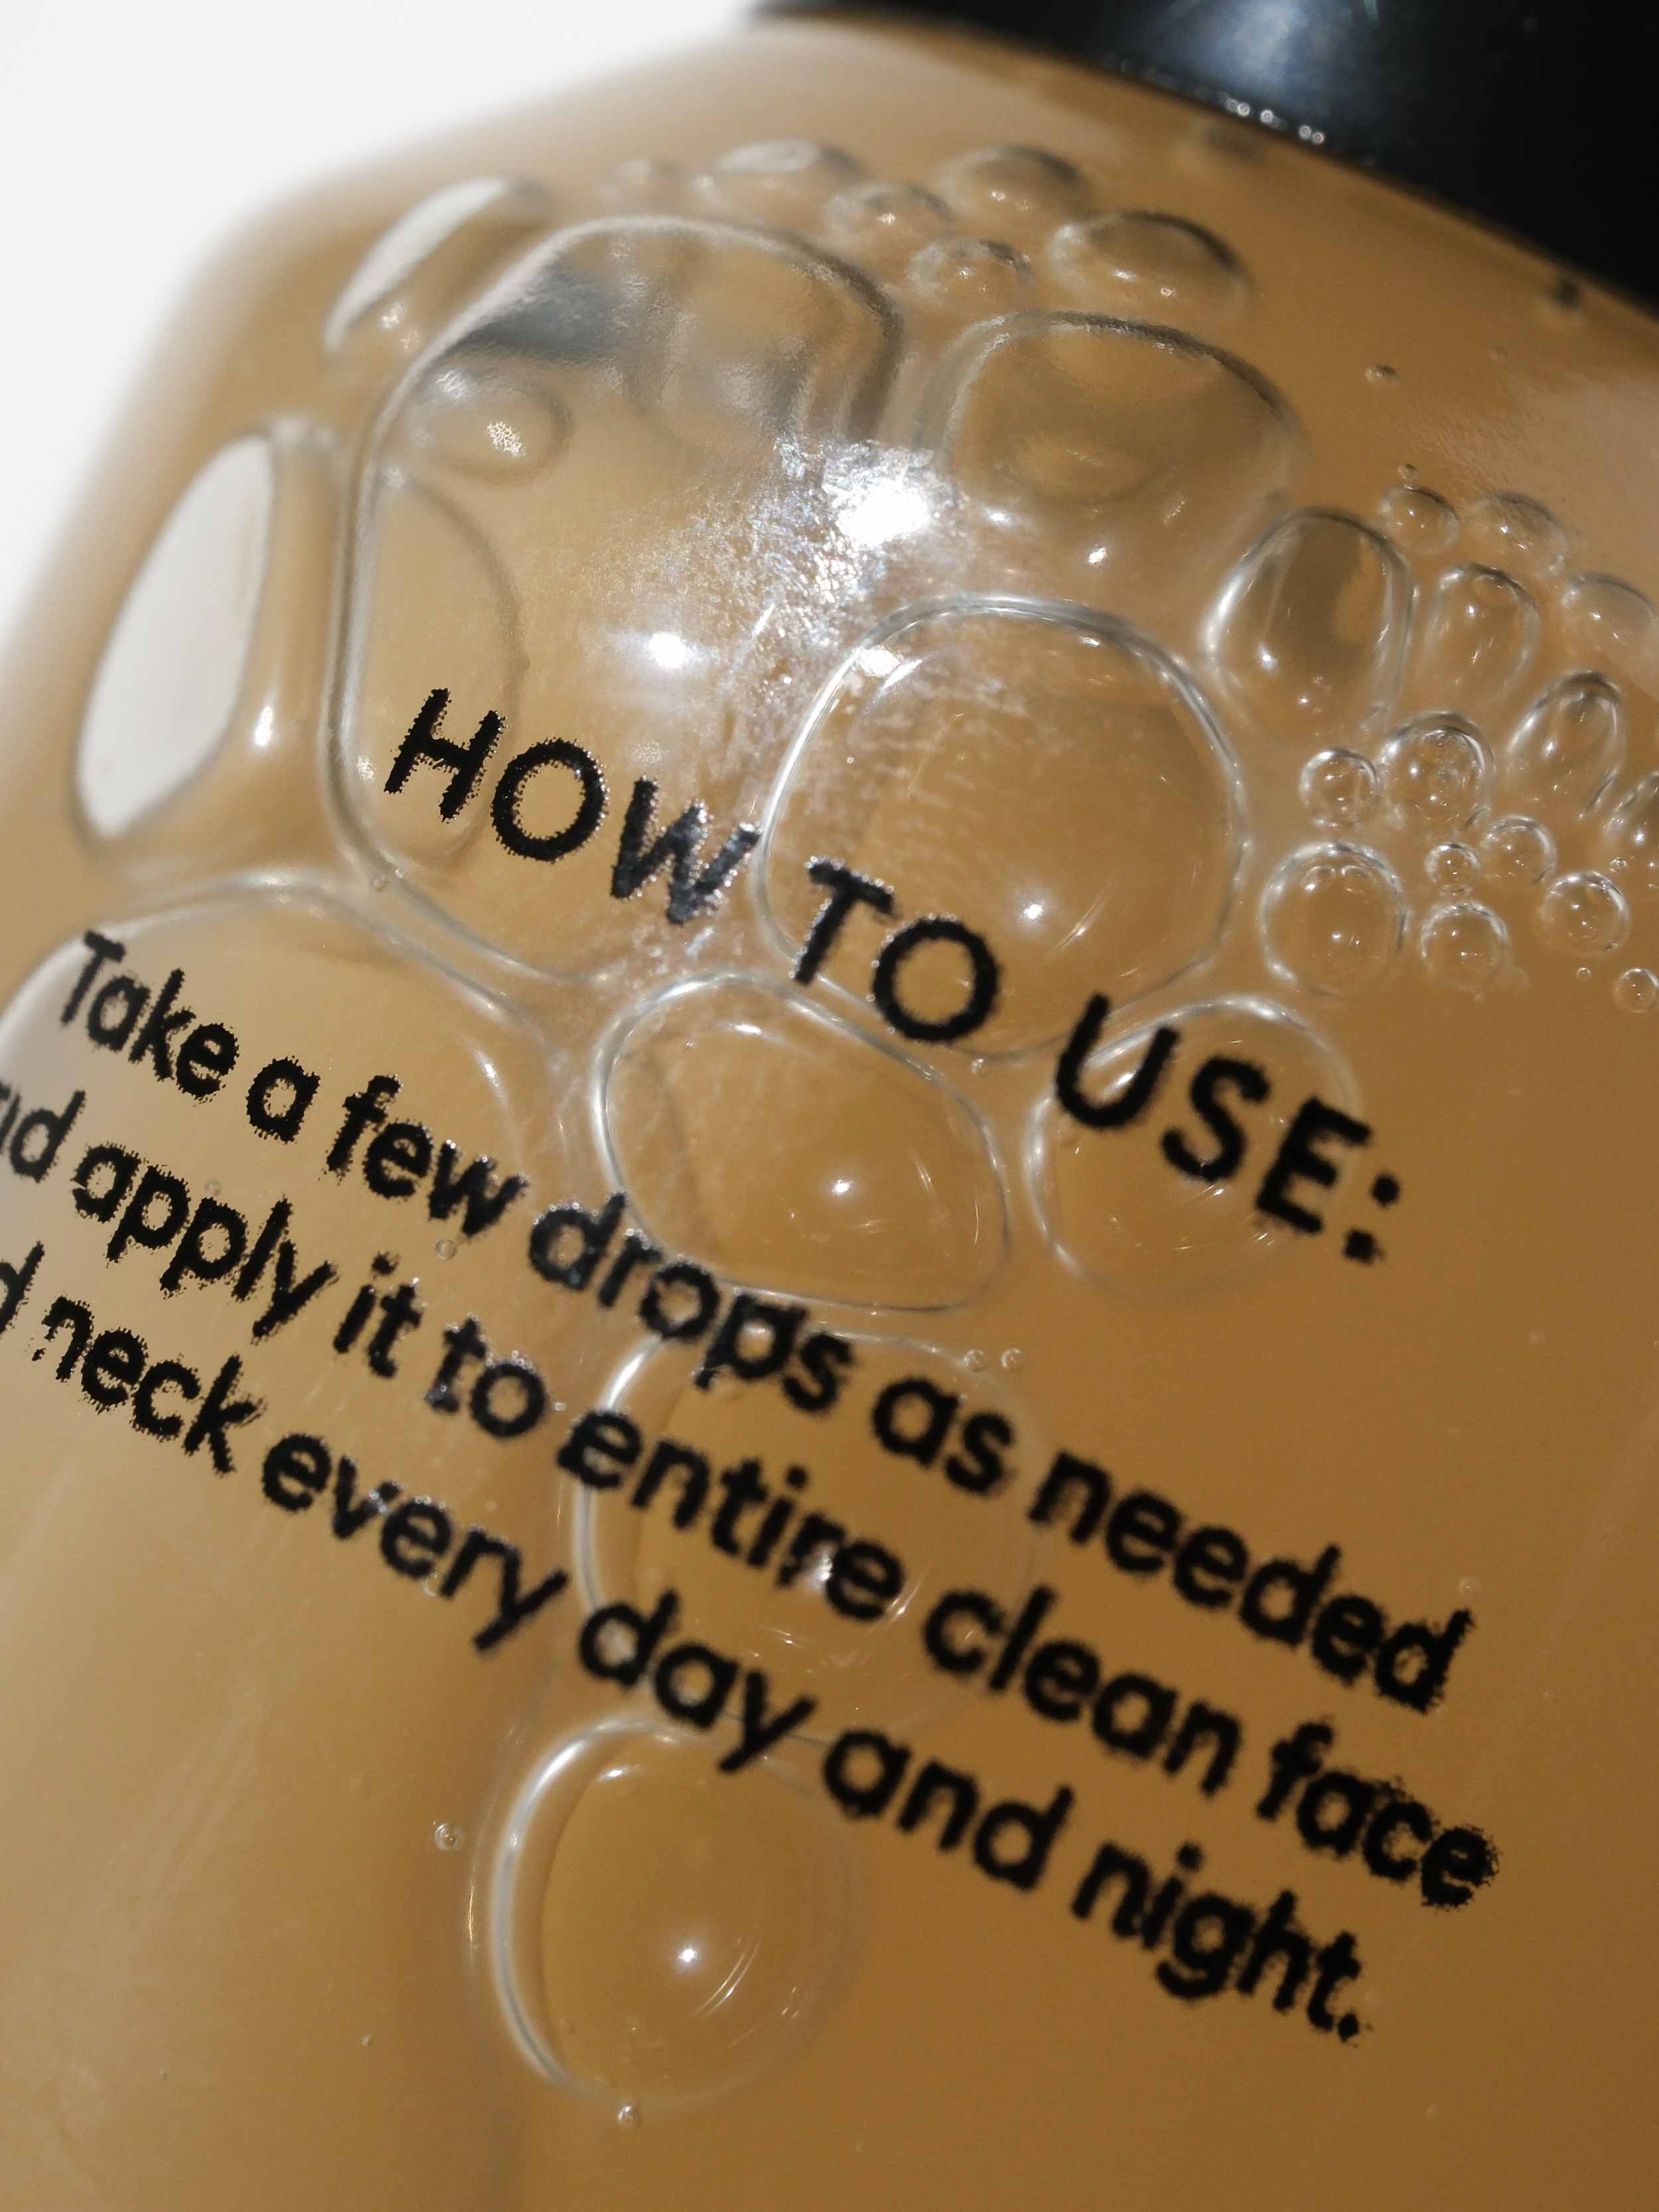 HOW TO USE:
Take a few drops as needed
apply it to entire clean face
neck every day and night.